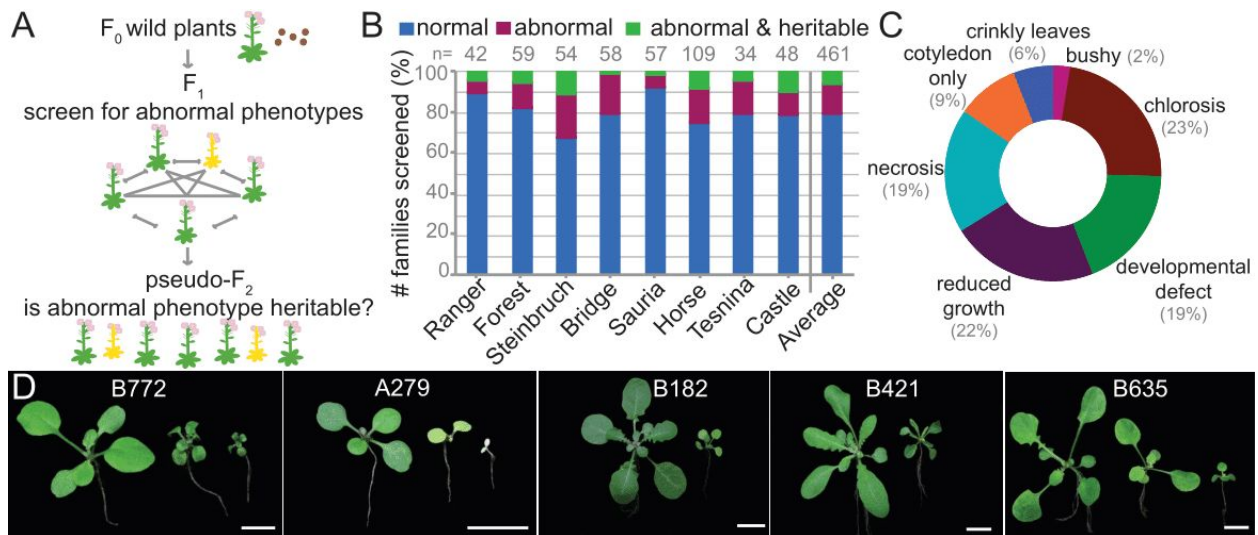 A
F0 wild plants
F1
screen for abnormal phenotypes
pseudo-F2
is abnormal phenotype heritable?
B
normal abnormal abnormal & heritable
n= 42 59 54 58 57 109 34 48 461
# families screened (%)
100
80
60
40
20
0
Ranger
Forest
Steinbruch
Bridge
Sauria
Horse
Tesnina
Castle
Average
C
crinkly leaves
(6%)
bushy (2%)
cotyledon
only
(9%)
chlorosis
(23%)
necrosis
(19%)
developmental
defect
(19%)
reduced
growth
(22%)
D
B772
A279
B182
B421
B635